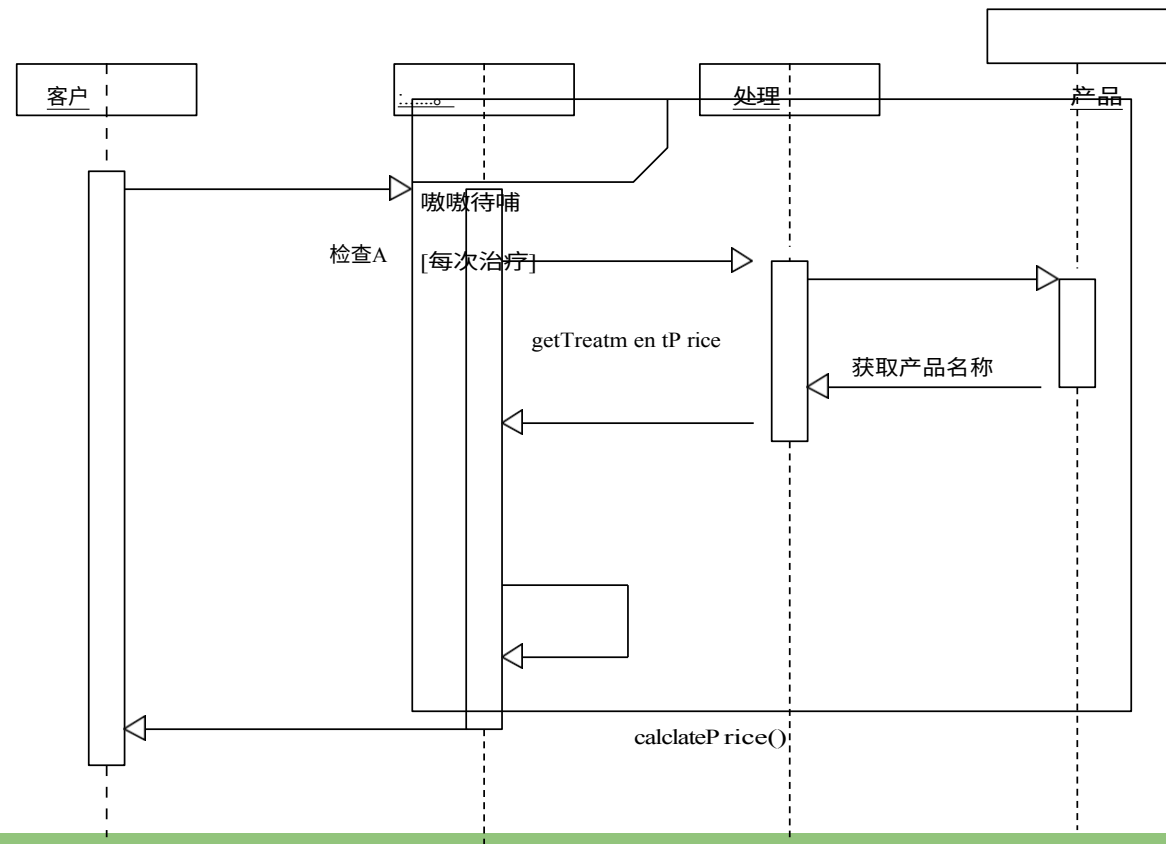 客户
:.......。
处理
产品
嗷嗷待哺
检查A
[每次治疗]
getTreatm en tP rice
获取产品名称
calclateP rice()